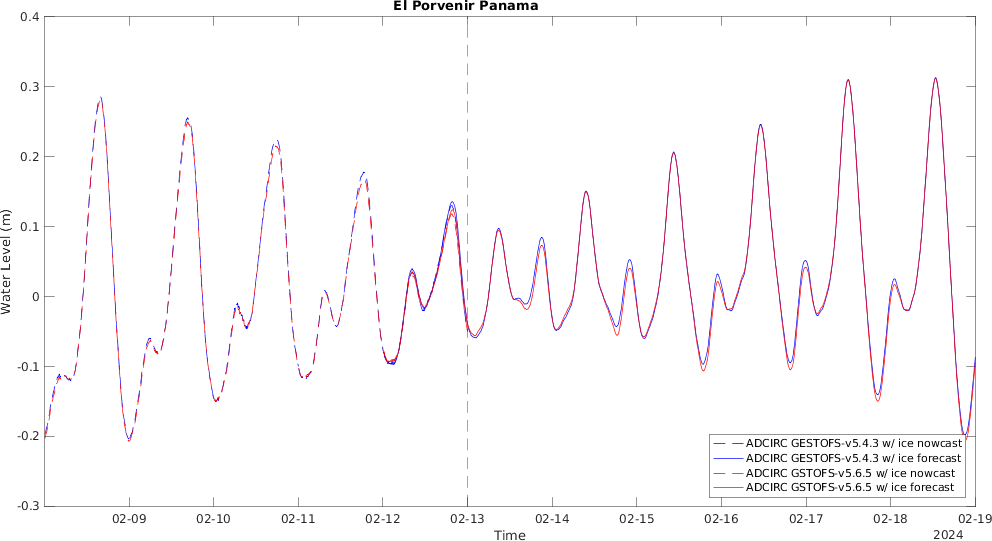 El Porvenir Panama
0.4
0.3
0.2
0.1
0
-0.1
-0.2
-0.3
Water Level (m)
ADCIRC GESTOFS-v5.4.3 w/ ice nowcast
ADCIRC GESTOFS-v5.4.3 w/ ice forecast
ADCIRC GSTOFS-v5.6.5 w/ ice nowcast
ADCIRC GSTOFS-v5.6.5 w/ ice forecast
02-09 02-10 02-11 02-12 02-13 02-14 02-15 02-16 02-17 02-18 02-19
Time
2024